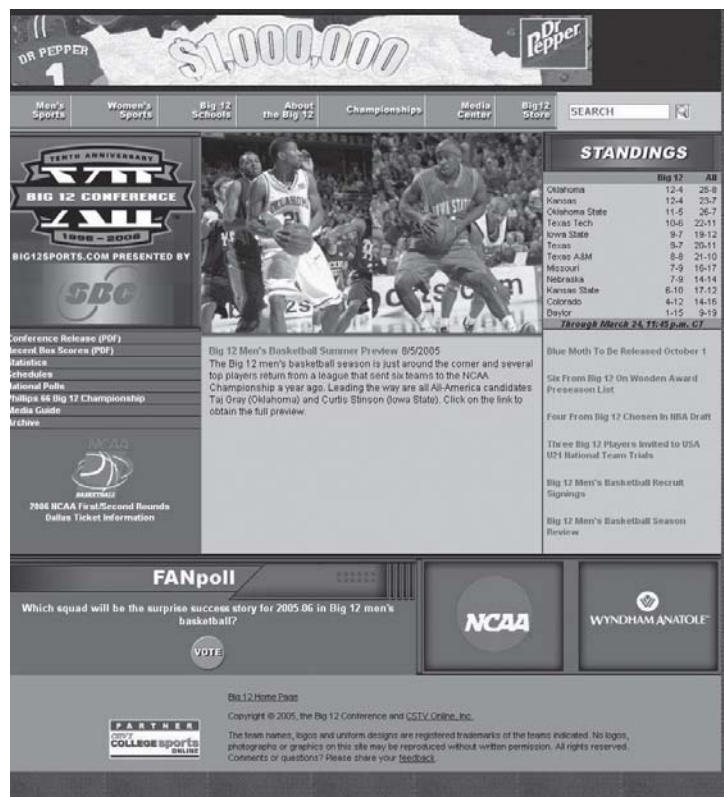 DR PEPPER
1
$1,000,000
Dr Pepper
Men's Sports
Women's Sports
Big 12 Schools
About the Big 12
Championships
Media Center
Big12 Store
SEARCH
TENTH ANNIVERSARY
XII
BIG 12 CONFERENCE
1996 – 2006
BIG12SPORTS.COM PRESENTED BY
SBC
Conference Release (PDF)
Recent Box Scores (PDF)
Statistics
Schedules
National Polls
Phillips 66 Big 12 Championship
Media Guide
Archive
NCAA
BASKETBALL
2006 NCAA First/Second Rounds
Dallas Ticket Information
OKLAHOMA
21
IOWA STATE
Big 12 Men's Basketball Summer Preview 8/5/2005
The Big 12 men's basketball season is just around the corner and several
top players return from a league that sent six teams to the NCAA
Championship a year ago. Leading the way are all All-America candidates
Taj Gray (Oklahoma) and Curtis Stinson (Iowa State). Click on the link to
obtain the full preview.
STANDINGS
Big 12 All
Oklahoma 12-4 25-8
Kansas 12-4 23-7
Oklahoma State 11-5 26-7
Texas Tech 10-6 22-11
Iowa State 9-7 19-12
Texas 9-7 20-11
Texas A&M 8-8 21-10
Missouri 7-9 16-17
Nebraska 7-9 14-14
Kansas State 6-10 17-12
Colorado 4-12 14-16
Baylor 1-15 9-19
Through March 24, 11:45 p.m. CT
Blue Moth To Be Released October 1
Six From Big 12 On Wooden Award
Preseason List
Four From Big 12 Chosen In NBA Draft
Three Big 12 Players Invited to USA
U21 National Team Trials
Big 12 Men's Basketball Recruit
Signings
Big 12 Men's Basketball Season
Review
FANpoll
Which squad will be the surprise success story for 2005.06 in Big 12 men's
basketball?
VOTE
NCAA
WYNDHAM ANATOLE
PARTNER
CSTV
COLLEGE sports
ONLINE
Big 12 Home Page
Copyright © 2005, the Big 12 Conference and CSTV Online, Inc.
The team names, logos and uniform designs are registered trademarks of the teams indicated. No logos,
photographs or graphics on this site may be reproduced without written permission. All rights reserved.
Comments or questions? Please share your feedback.